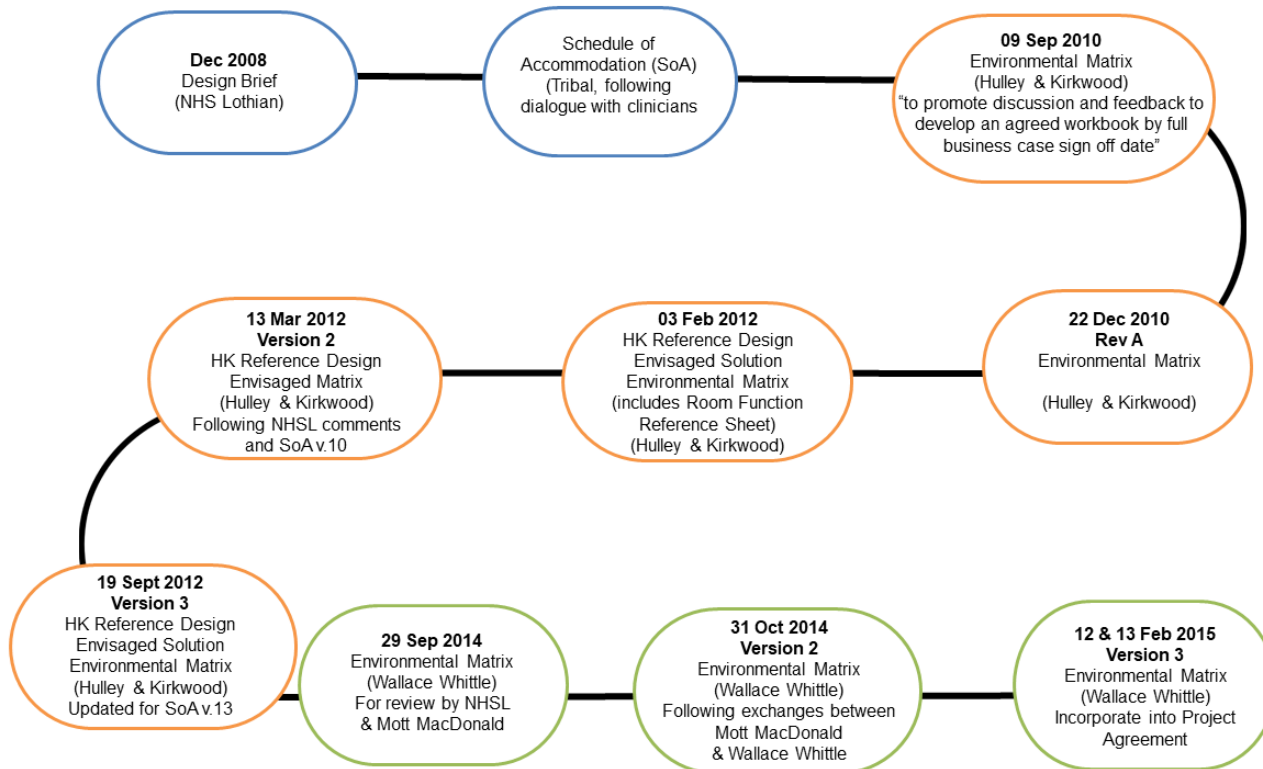 Dec 2008
Design Brief
(NHS Lothian)
Schedule of
Accommodation (SoA)
(Tribal, following
dialogue with clinicians
09 Sep 2010
Environmental Matrix
(Hulley & Kirkwood)
"to promote discussion and feedback to
develop an agreed workbook by full
business case sign off date”
22 Dec 2010
Rev A
Environmental Matrix
(Hulley & Kirkwood)
03 Feb 2012
HK Reference Design
Envisaged Solution
Environmental Matrix
(includes Room Function
Reference Sheet)
(Hulley & Kirkwood)
13 Mar 2012
Version 2
HK Reference Design
Envisaged Matrix
(Hulley & Kirkwood)
Following NHSL comments
and SoA v.10
19 Sept 2012
Version 3
HK Reference Design
Envisaged Solution
Environmental Matrix
(Hulley & Kirkwood)
Updated for SoA v.13
29 Sep 2014
Environmental Matrix
(Wallace Whittle)
For review by NHSL
& Mott MacDonald
31 Oct 2014
Version 2
Environmental Matrix
(Wallace Whittle)
Following exchanges between
Mott MacDonald
& Wallace Whittle
12 & 13 Feb 2015
Version 3
Environmental Matrix
(Wallace Whittle)
Incorporate into Project
Agreement